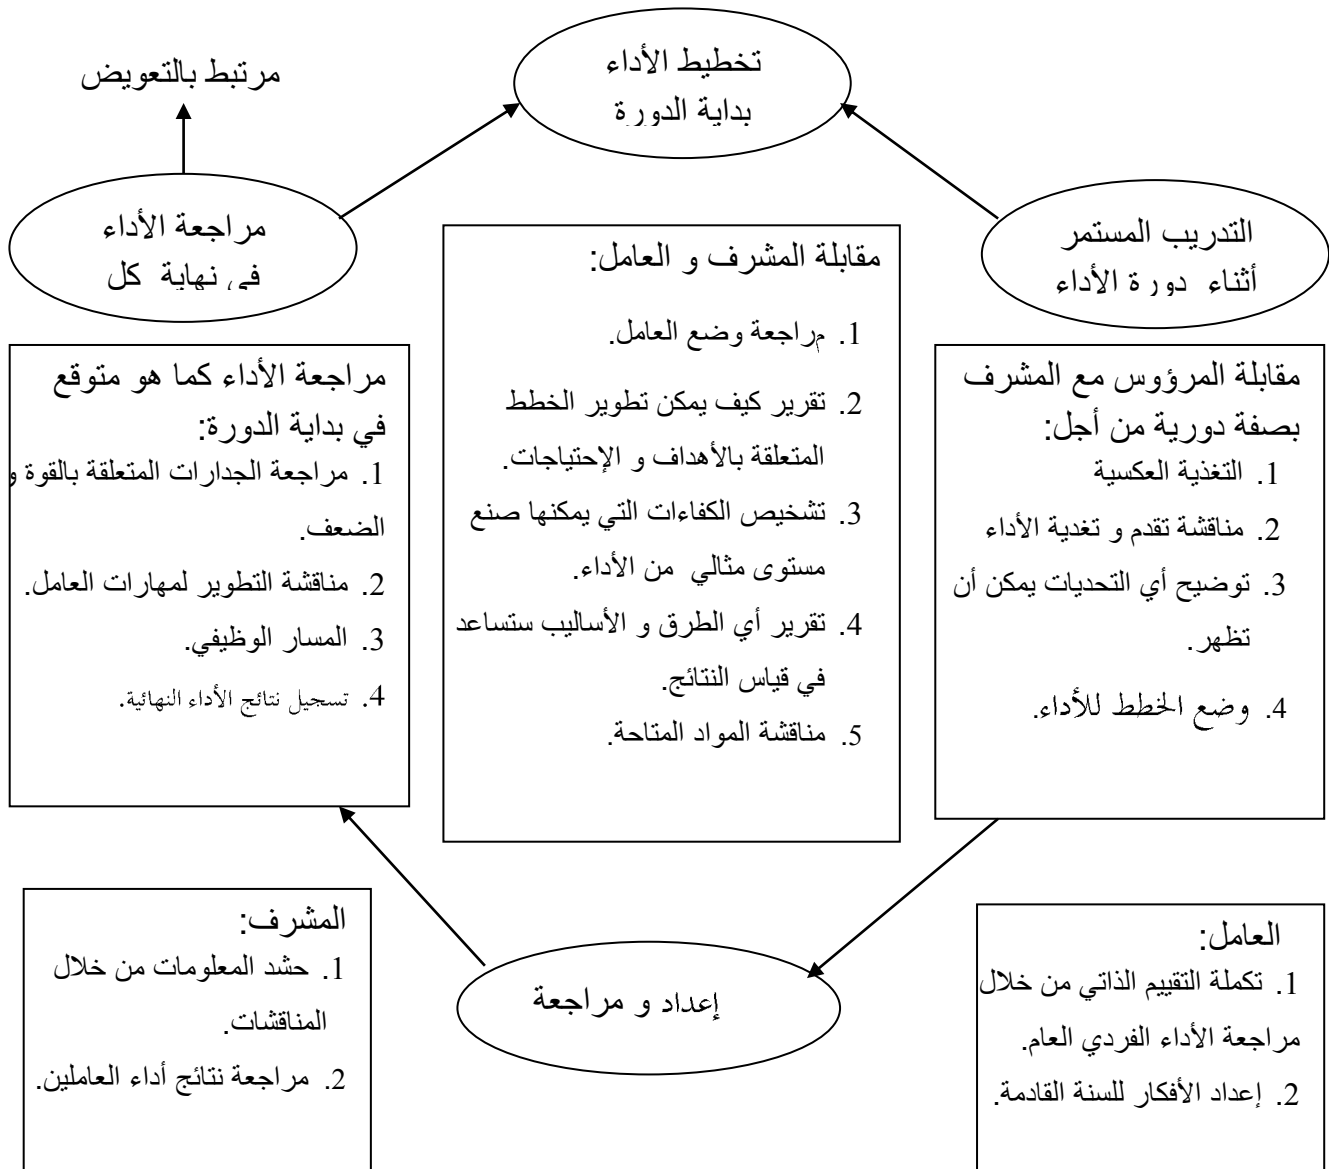 تخطيط الأداء
بداية الدورة
مرتبط بالتعويض
التدريب المستمر
أثناء دورة الأداء
مراجعة الأداء
في نهاية كل
مقابلة المرؤوس مع المشرف
بصفة دورية من أجل:
1. التغذية العكسية
2. مناقشة تقدم و تغدية الأداء
3. توضيح أي التحديات يمكن أن
تظهر.
4. وضع الخطط للأداء.
مقابلة المشرف و العامل:
1. مراجعة وضع العامل.
2. تقرير كيف يمكن تطوير الخطط
المتعلقة بالأهداف و الإحتياجات.
3. تشخيص الكفاءات التي يمكنها صنع
مستوى مثالي من الأداء.
4. تقرير أي الطرق و الأساليب ستساعد
في قياس النتائج.
5. مناقشة المواد المتاحة.
مراجعة الأداء كما هو متوقع
في بداية الدورة:
1. مراجعة الجدارات المتعلقة بالقوة و
الضعف.
2. مناقشة التطوير لمهارات العامل.
3. المسار الوظيفي.
4. تسجيل نتائج الأداء النهائية.
العامل:
1. تكملة التقييم الذاتي من خلال
مراجعة الأداء الفردي العام.
2. إعداد الأفكار للسنة القادمة.
إعداد و مراجعة
المشرف:
1. حشد المعلومات من خلال
المناقشات.
2. مراجعة نتائج أداء العاملين.